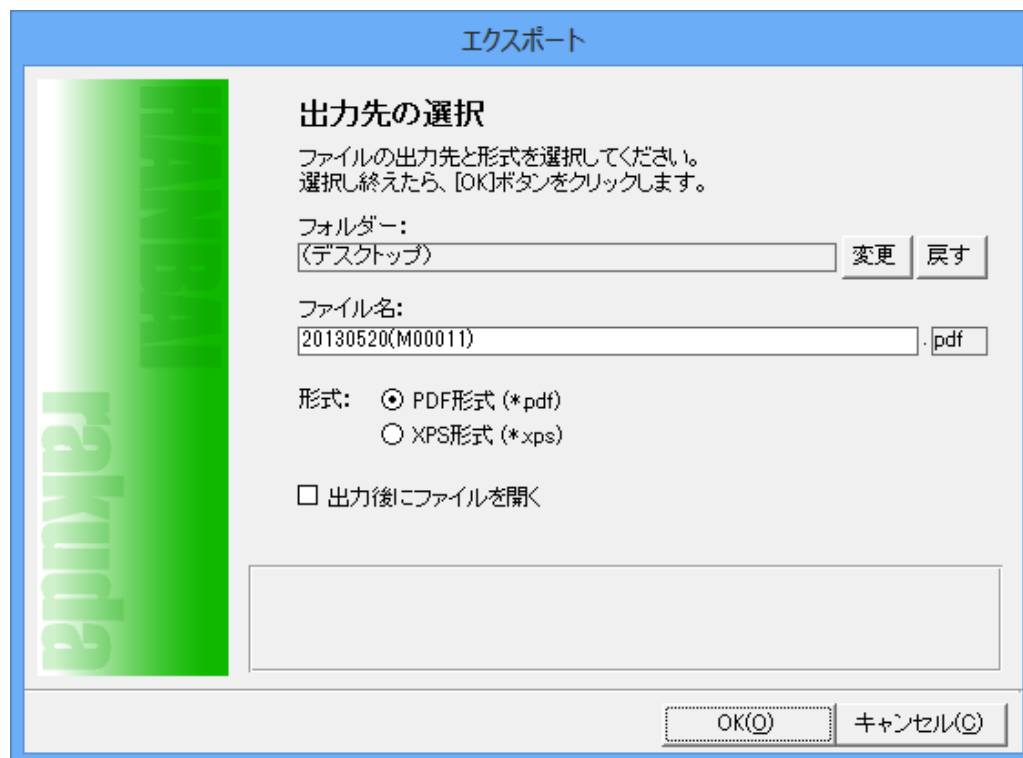 エクスポート
HANBAI
rakuda
出力先の選択
ファイルの出力先と形式を選択してください。
選択し終えたら、[OK]ボタンをクリックします。
フォルダー：
(デスクトップ) 変更 戻す
ファイル名：
20130520(M00011) . pdf
形式： PDF形式 (*.pdf)
XPS形式 (*.xps)
出力後にファイルを開く
OK(O) キャンセル(C)